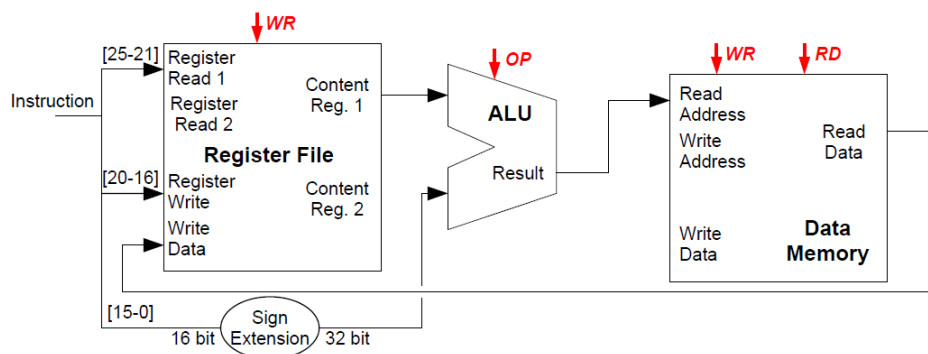 WR
[25-21]
Register
Read 1
Instruction
Register
Read 2
Content
Reg. 1
Register File
[20-16]
Register
Write
Content
Reg. 2
Write
Data
[15-0]
16 bit
Sign
Extension
32 bit
OP
ALU
Result
WR
RD
Read
Address
Write
Address
Read
Data
Write
Data
Data
Memory